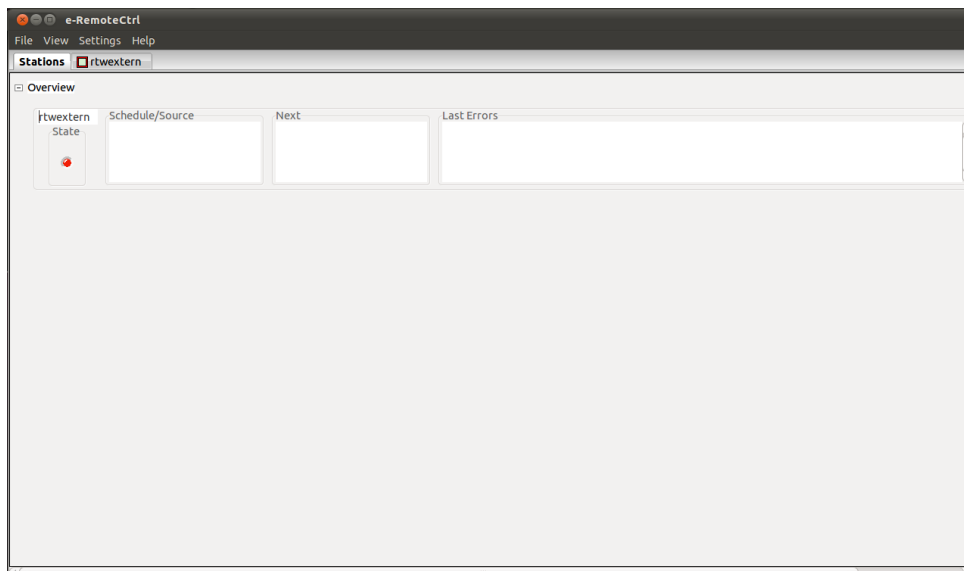 e-RemoteCtrl
File View Settings Help
Stations rtwextern
Overview
rtwextern Schedule/Source Next Last Errors
State